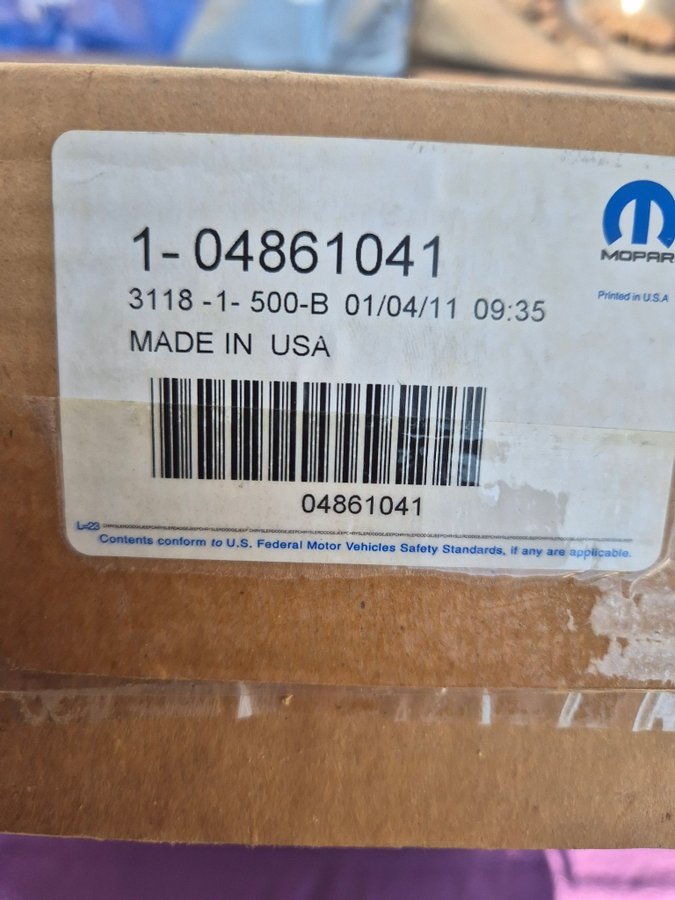 1-04861041
MOPAR
3118 -1- 500-B 01/04/11 09:35
Printed in U.S.A
MADE IN USA
04861041
L=23
Contents conform to U.S. Federal Motor Vehicles Safety Standards, if any are applicable.